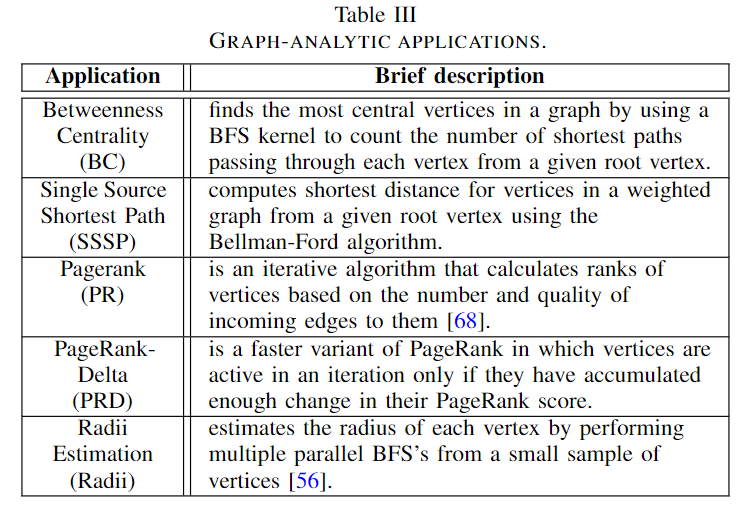 Table III
GRAPH-ANALYTIC APPLICATIONS.
Application
Brief description
Betweenness
Centrality
(BC)
finds the most central vertices in a graph by using a
BFS kernel to count the number of shortest paths
passing through each vertex from a given root vertex.
Single Source
Shortest Path
(SSSP)
computes shortest distance for vertices in a weighted
graph from a given root vertex using the
Bellman-Ford algorithm.
Pagerank
(PR)
is an iterative algorithm that calculates ranks of
vertices based on the number and quality of
incoming edges to them [68].
PageRank-
Delta
(PRD)
is a faster variant of PageRank in which vertices are
active in an iteration only if they have accumulated
enough change in their PageRank score.
Radii
Estimation
(Radii)
estimates the radius of each vertex by performing
multiple parallel BFS's from a small sample of
vertices [56].